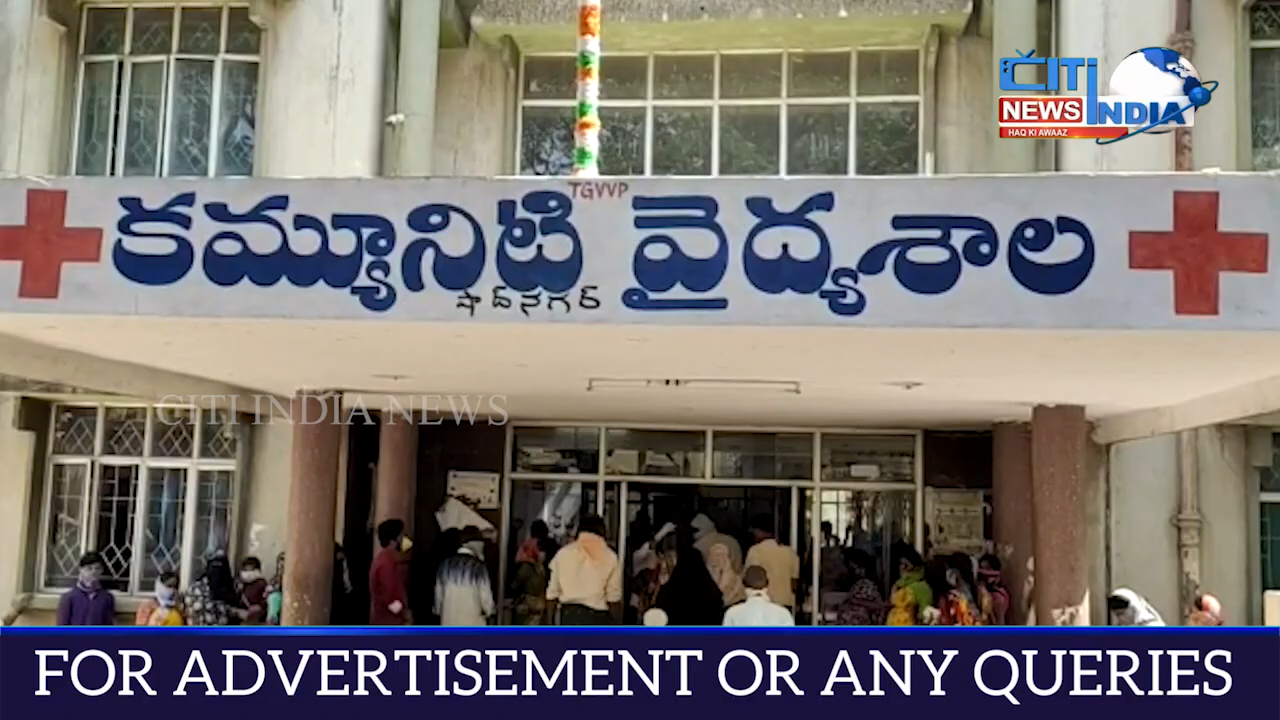 CITI
NEWS INDIA
HAQ KI AWAAZ
TGVVP
కమ్యూనిటి వైద్యశాల
షాద్‌నగర్
CITI INDIA NEWS
FOR ADVERTISEMENT OR ANY QUERIES